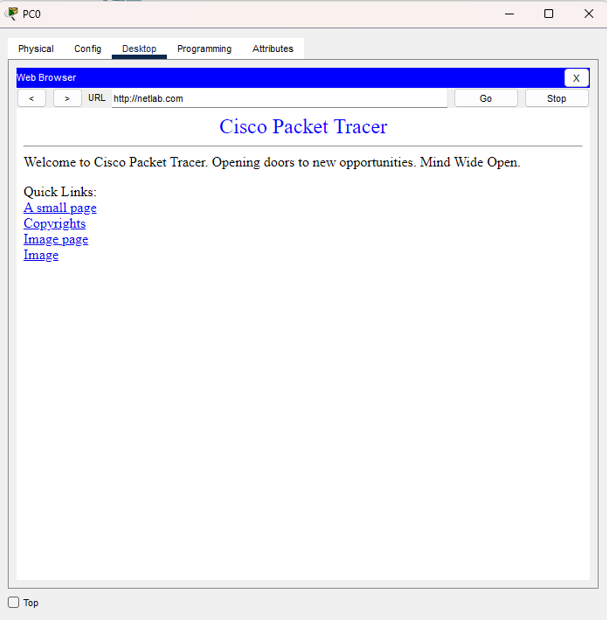 PC0
Physical Config Desktop Programming Attributes
Web Browser X
< > URL http://netlab.com Go Stop
Cisco Packet Tracer
Welcome to Cisco Packet Tracer. Opening doors to new opportunities. Mind Wide Open.
Quick Links:
A small page
Copyrights
Image page
Image
Top